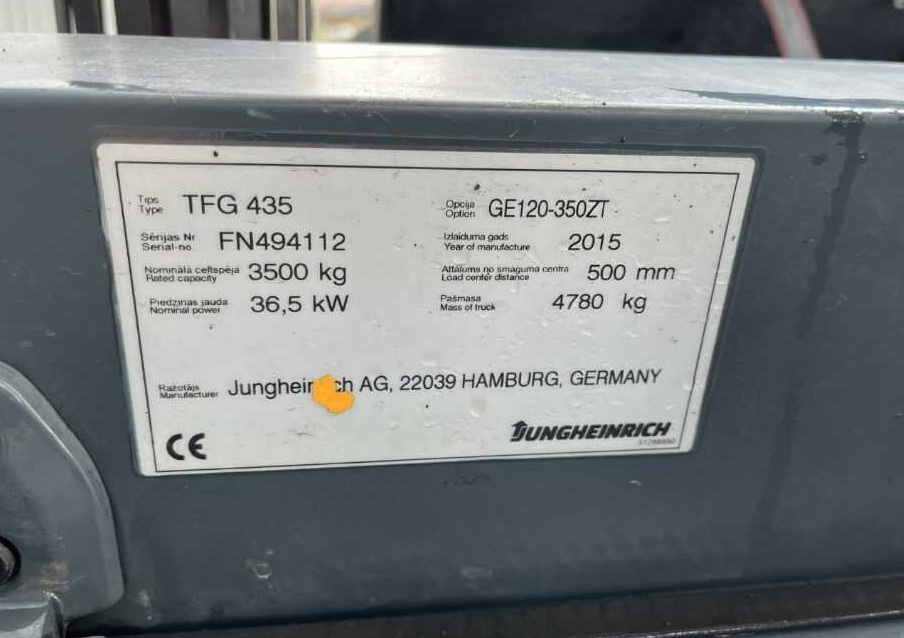 Tips
Type TFG 435
Opcija
Option GE120-350ZT
Sērijas Nr
Serial-no FN494112
Izlaiduma gads
Year of manufacture 2015
Nominālā celtspēja
Rated capacity 3500 kg
Attālums no smaguma centra
Load center distance 500 mm
Piedziņas jauda
Nominal power 36,5 kW
Pašmasa
Mass of truck 4780 kg
Ražotājs
Manufacturer Jungheinrich AG, 22039 HAMBURG, GERMANY
CE
JUNGHEINRICH